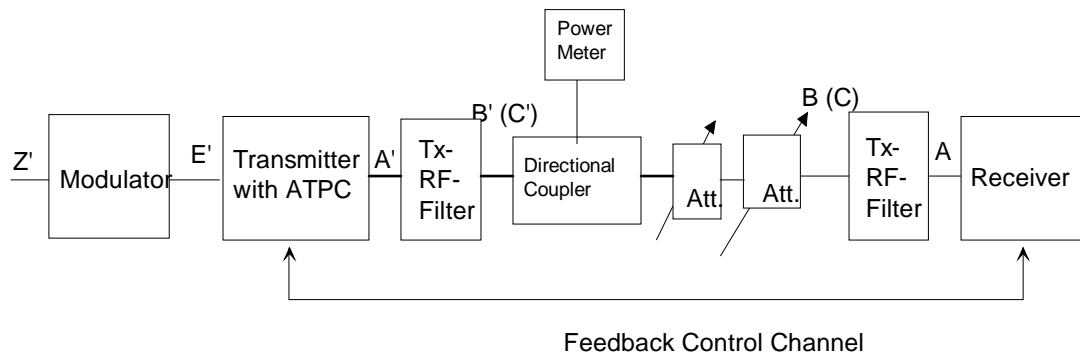 Power
Meter
B' (C')
B (C)
Z'
Modulator
E'
Transmitter
with ATPC
A'
Tx-
RF-
Filter
Directional
Coupler
Att.
Att.
Tx-
RF-
Filter
A
Receiver
Feedback Control Channel